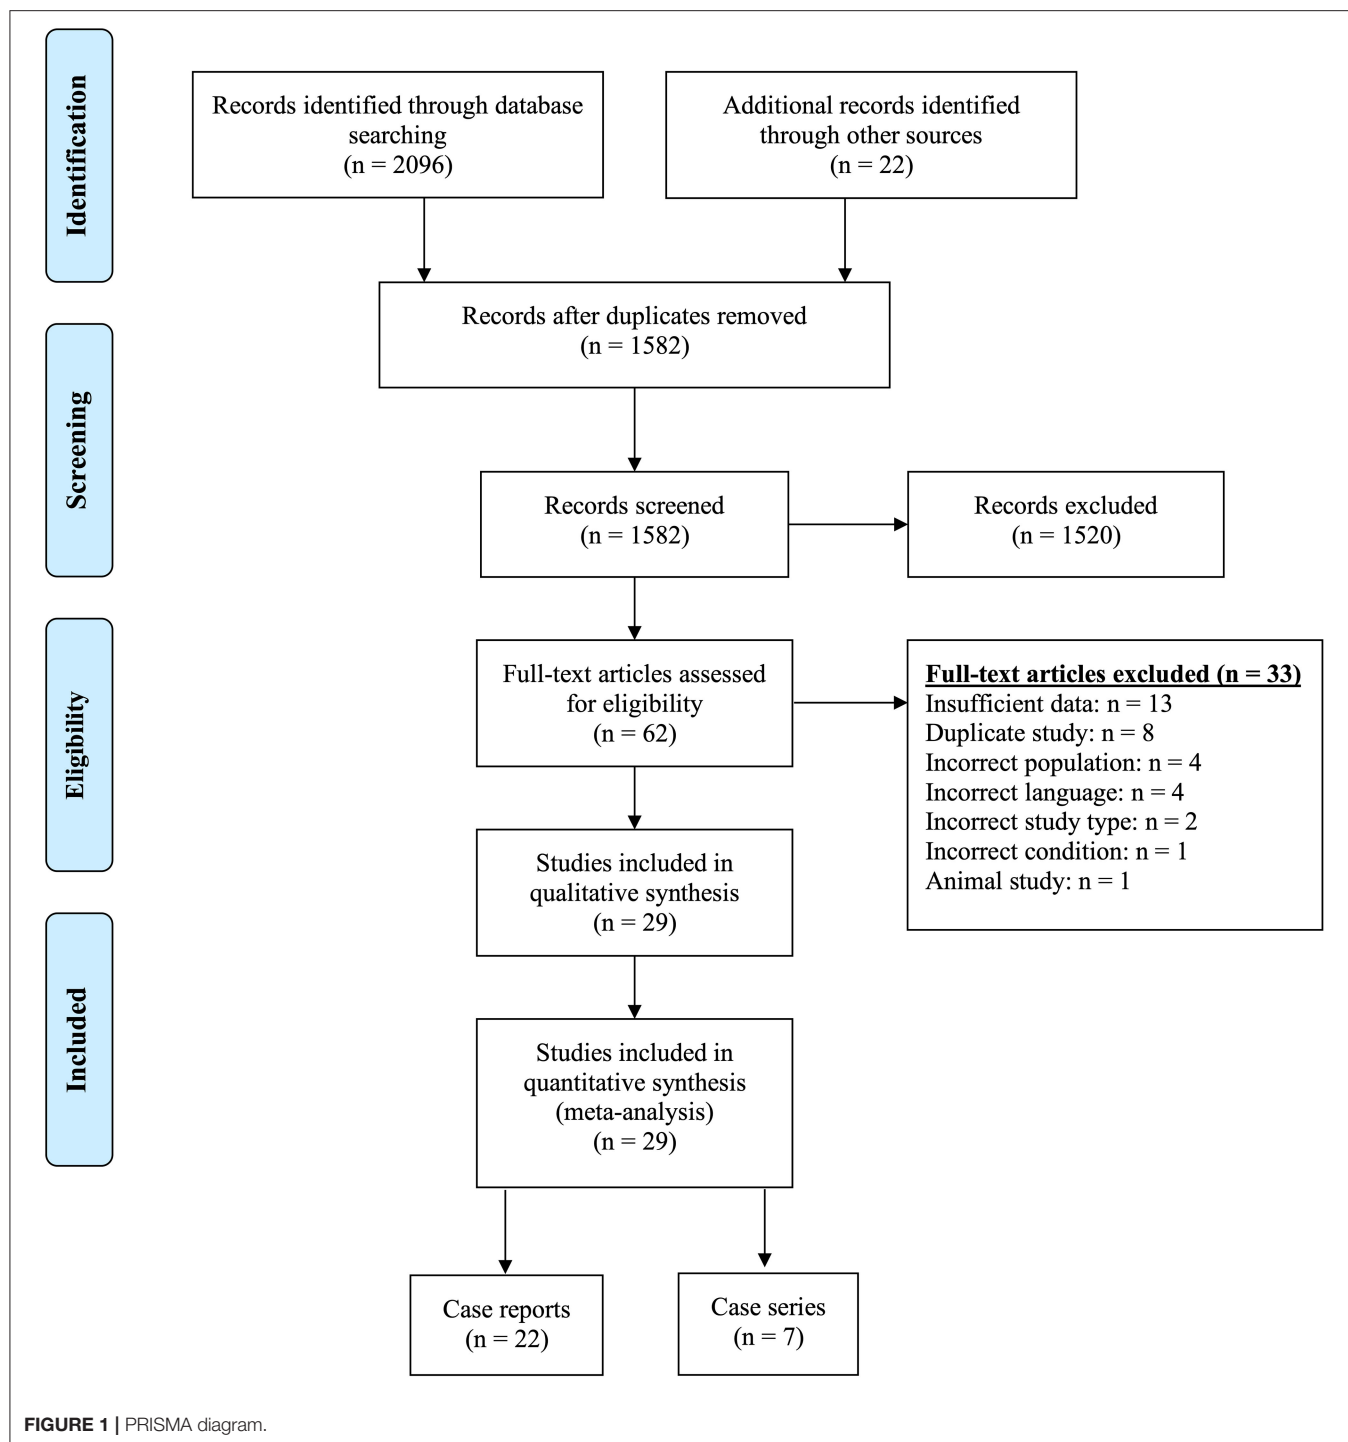 Identification
Records identified through database
searching
(n = 2096)
Additional records identified
through other sources
(n = 22)
Records after duplicates removed
(n = 1582)
Screening
Records screened
(n = 1582)
Records excluded
(n = 1520)
Eligibility
Full-text articles assessed
for eligibility
(n = 62)
Full-text articles excluded (n = 33)
Insufficient data: n = 13
Duplicate study: n = 8
Incorrect population: n = 4
Incorrect language: n = 4
Incorrect study type: n = 2
Incorrect condition: n = 1
Animal study: n = 1
Studies included in
qualitative synthesis
(n = 29)
Included
Studies included in
quantitative synthesis
(meta-analysis)
(n = 29)
Case reports
(n = 22)
Case series
(n = 7)
FIGURE 1 | PRISMA diagram.